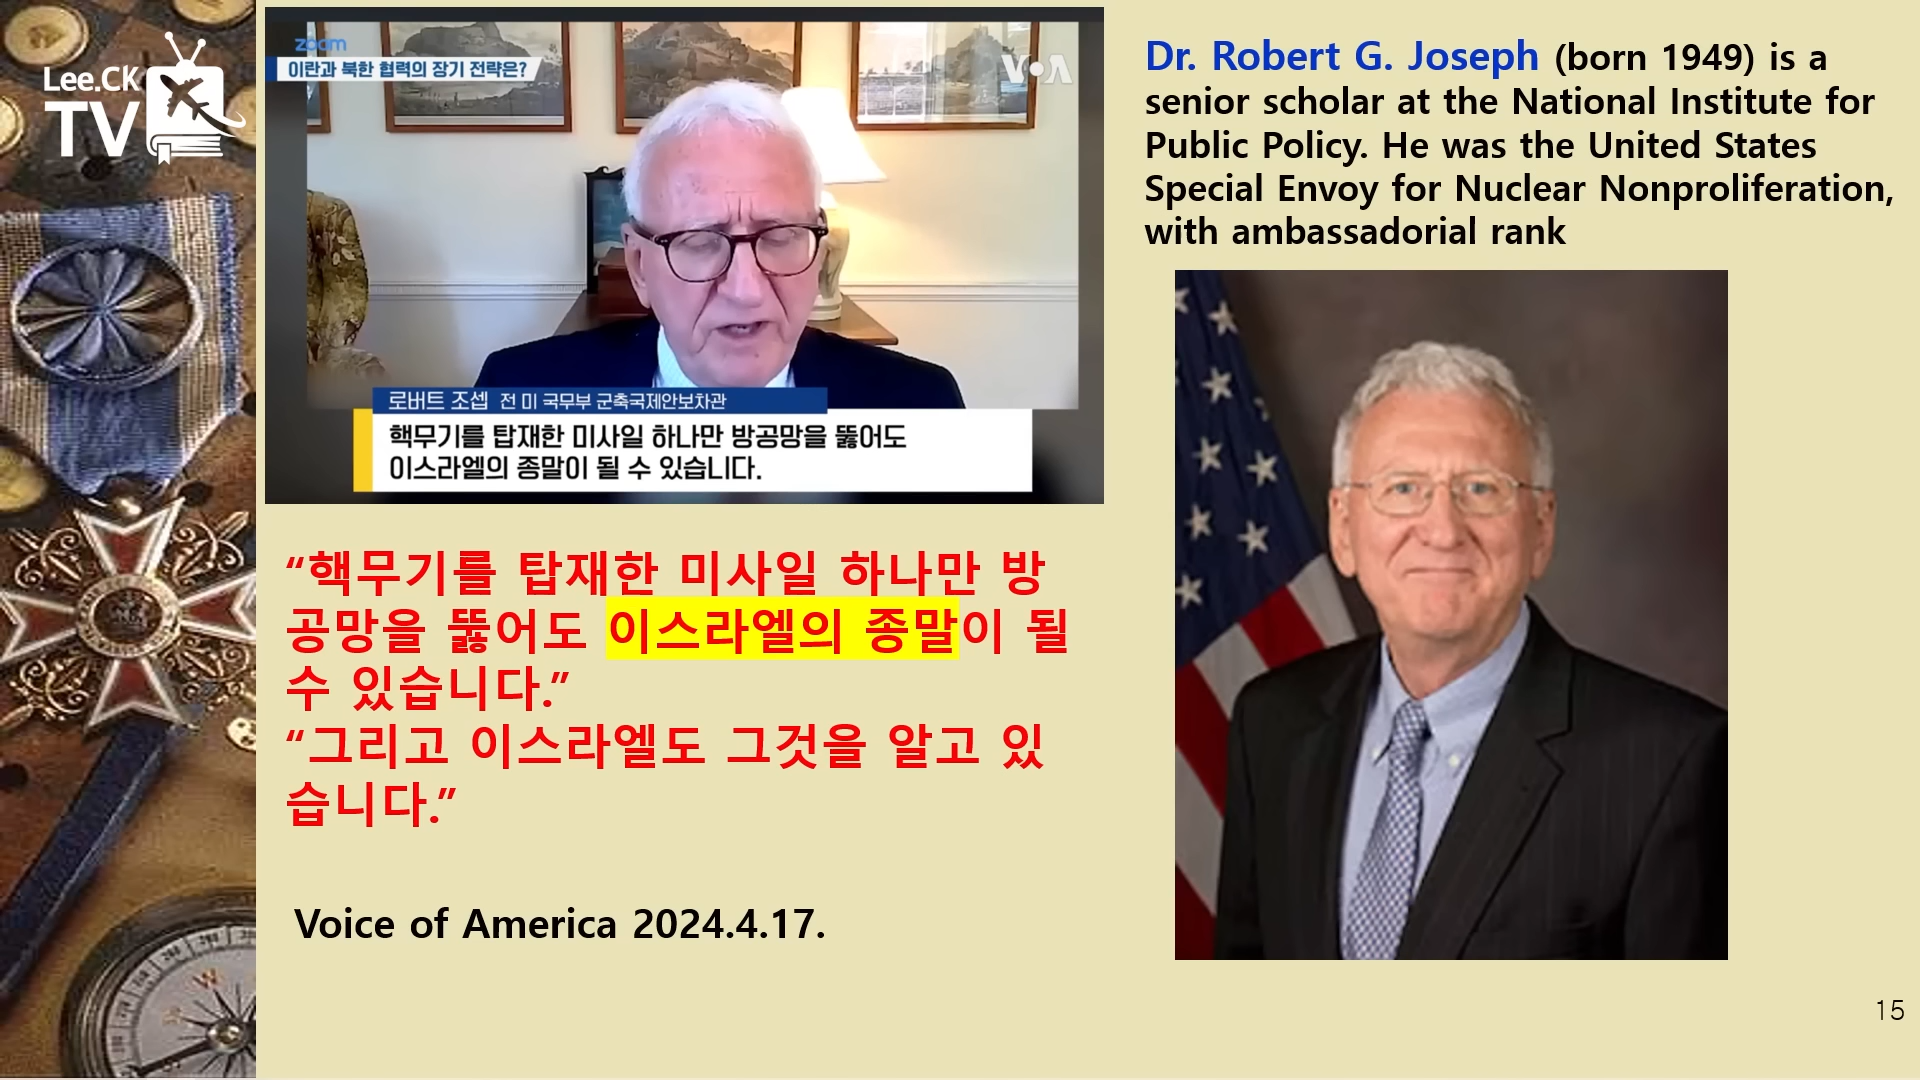 Lee.CK
TV
zoom
이란과 북한 협력의 장기 전략은?
VOA
로버트 조셉 전 미 국무부 군축국제안보차관
핵무기를 탑재한 미사일 하나만 방공망을 뚫어도
이스라엘의 종말이 될 수 있습니다.
“핵무기를 탑재한 미사일 하나만 방
공망을 뚫어도 이스라엘의 종말이 될
수 있습니다.”
“그리고 이스라엘도 그것을 알고 있
습니다.”
Voice of America 2024.4.17.
Dr. Robert G. Joseph (born 1949) is a
senior scholar at the National Institute for
Public Policy. He was the United States
Special Envoy for Nuclear Nonproliferation,
with ambassadorial rank
15